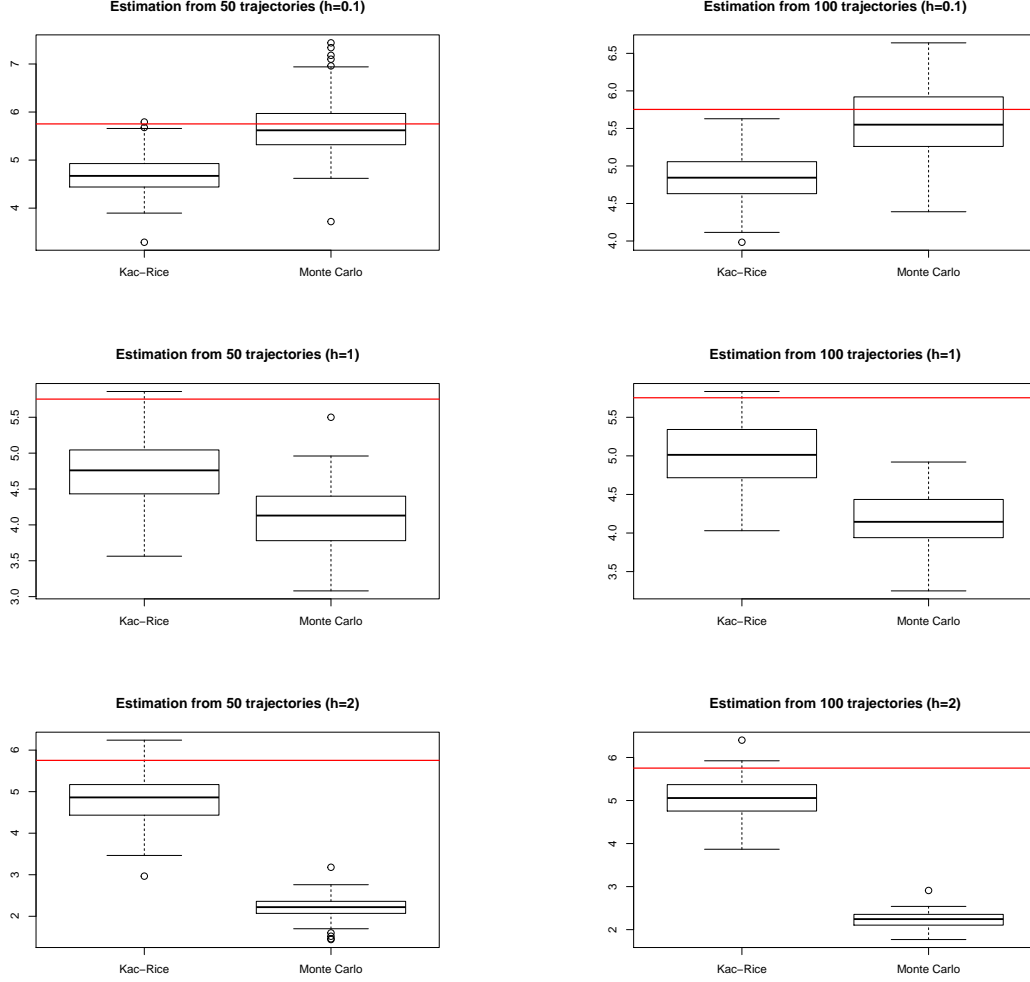 Estimation from 50 trajectories (h=0.1)
4 5 6 7
Kac−Rice Monte Carlo
Estimation from 100 trajectories (h=0.1)
4.0 4.5 5.0 5.5 6.0 6.5
Kac−Rice Monte Carlo
Estimation from 50 trajectories (h=1)
3.0 3.5 4.0 4.5 5.0 5.5
Kac−Rice Monte Carlo
Estimation from 100 trajectories (h=1)
3.5 4.0 4.5 5.0 5.5
Kac−Rice Monte Carlo
Estimation from 50 trajectories (h=2)
2 3 4 5 6
Kac−Rice Monte Carlo
Estimation from 100 trajectories (h=2)
2 3 4 5 6
Kac−Rice Monte Carlo